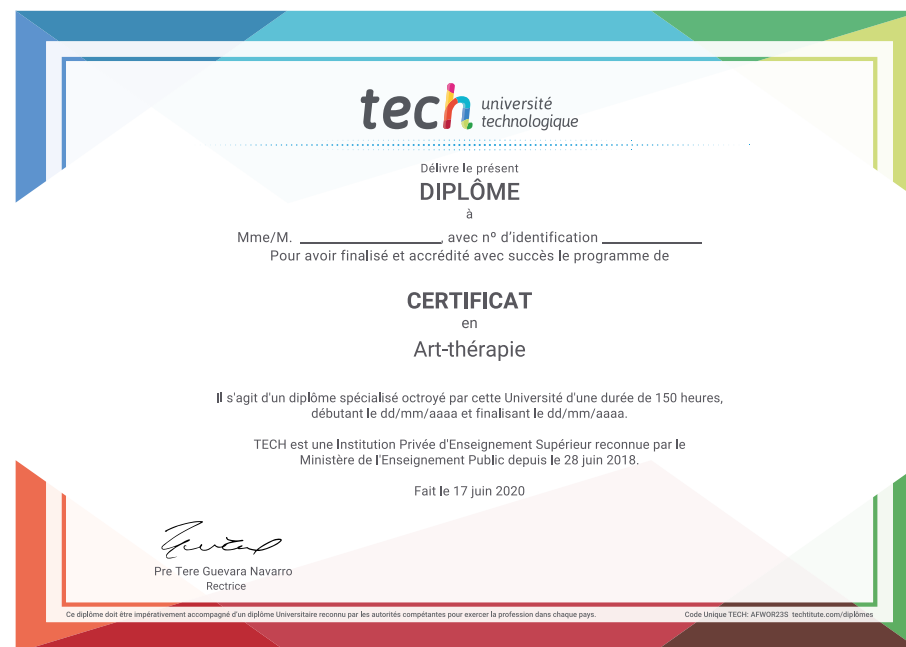 tech université
technologique
Délivre le présent
DIPLÔME
à
Mme/M. ____________________, avec nº d'identification ______________
Pour avoir finalisé et accrédité avec succès le programme de
CERTIFICAT
en
Art-thérapie
Il s'agit d'un diplôme spécialisé octroyé par cette Université d'une durée de 150 heures,
débutant le dd/mm/aaaa et finalisant le dd/mm/aaaa.
TECH est une Institution Privée d'Enseignement Supérieur reconnue par le
Ministère de l'Enseignement Public depuis le 28 juin 2018.
Fait le 17 juin 2020
Pre Tere Guevara Navarro
Rectrice
Ce diplôme doit être impérativement accompagné d'un diplôme Universitaire reconnu par les autorités compétantes pour exercer la profession dans chaque pays.
Code Unique TECH: AFWOR23S techtitute.com/diplômes